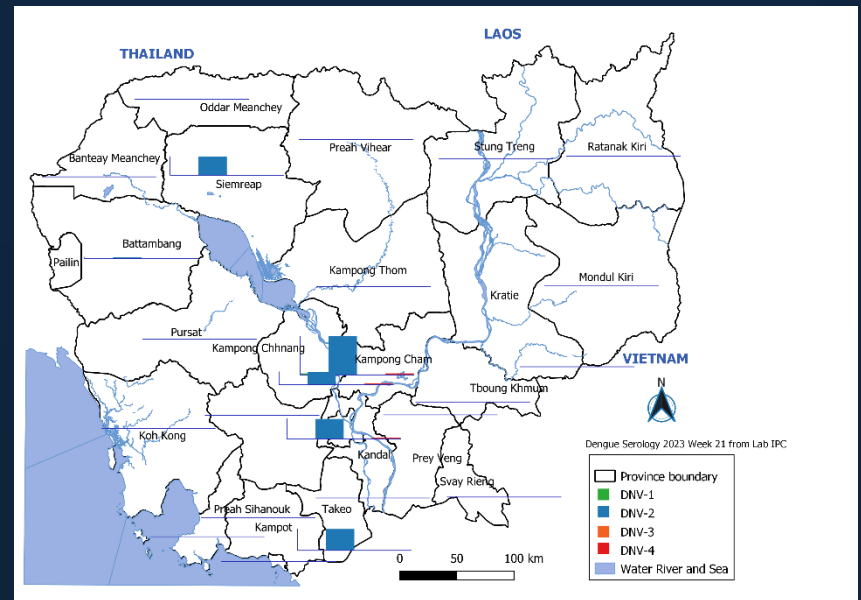 LAOS
THAILAND
Oddar Meanchey
Preah Vihear
Stung Treng
Ratanak Kiri
Banteay Meanchey
Siemreap
Battambang
Pailin
Kampong Thom
Mondul Kiri
Kratie
Pursat
Kampong Chhnang
Kampong Cham
VIETNAM
Tboung Khmum
N
Koh Kong
Dengue Serology 2023 Week 21 from Lab IPC
Kandal
Prey Veng
Svay Rieng
Province boundary
DNV-1
DNV-2
DNV-3
DNV-4
Water River and Sea
Preah Sihanouk
Takeo
Kampot
0 50 100 km